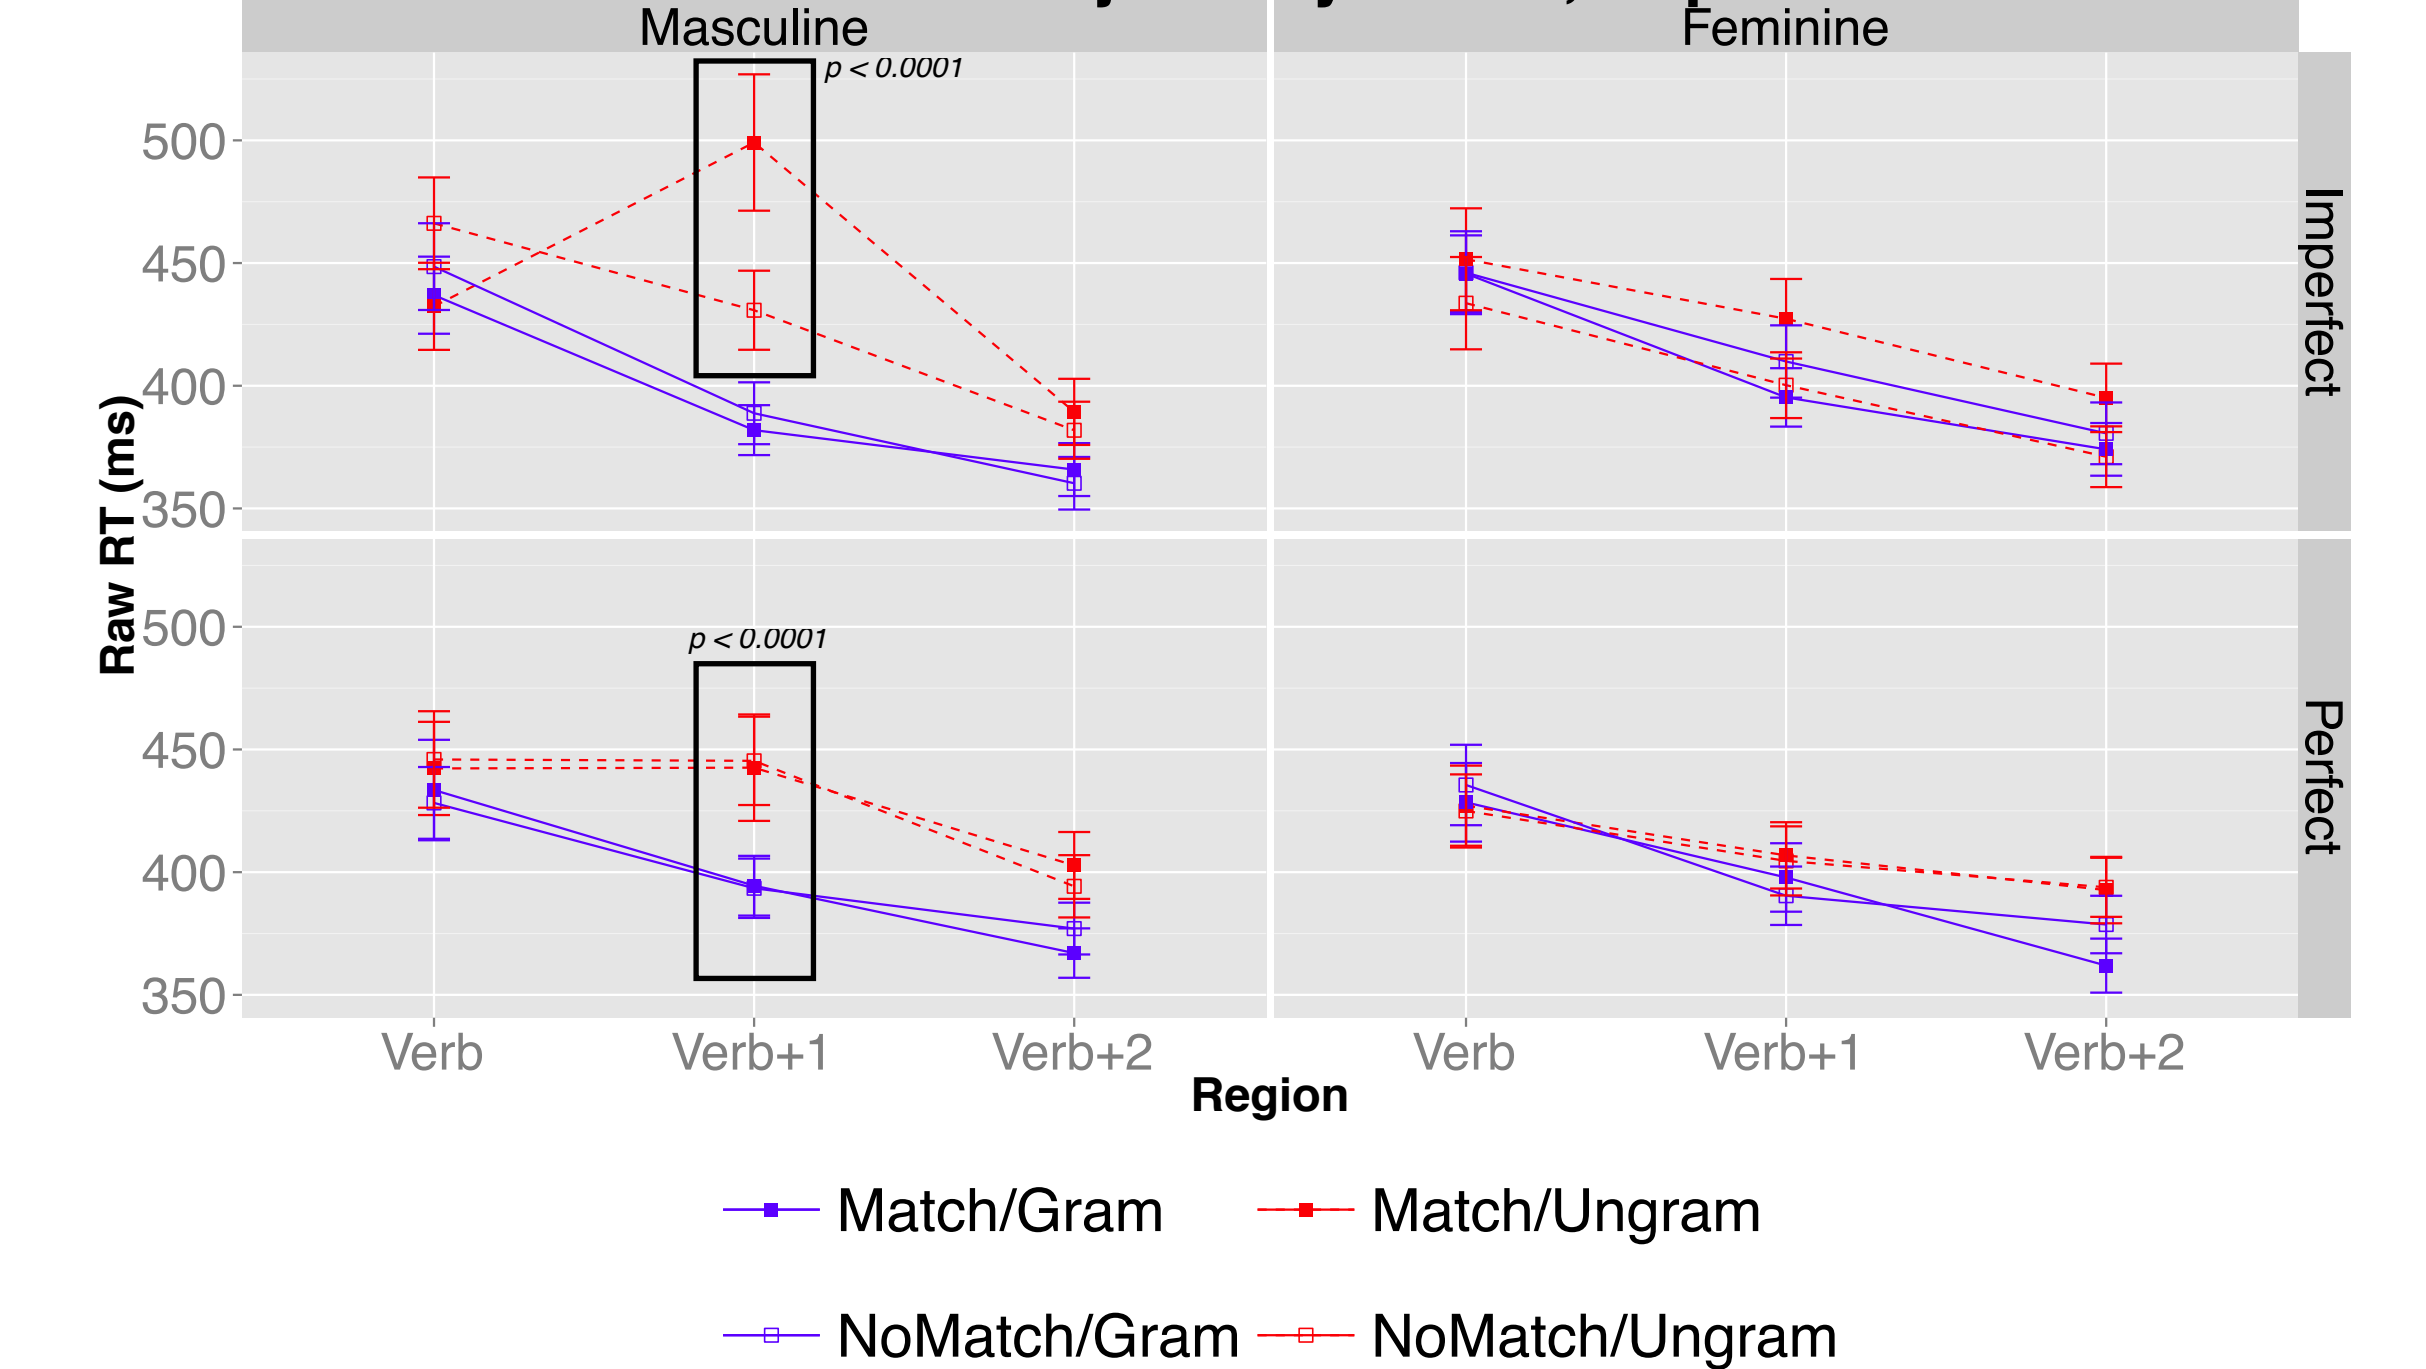 Masculine
Feminine
p < 0.0001
500
450
400
350
Imperfect
Raw RT (ms)
p < 0.0001
500
450
400
350
Perfect
Verb
Verb+1
Verb+2
Verb
Verb+1
Verb+2
Region
Match/Gram
Match/Ungram
NoMatch/Gram
NoMatch/Ungram